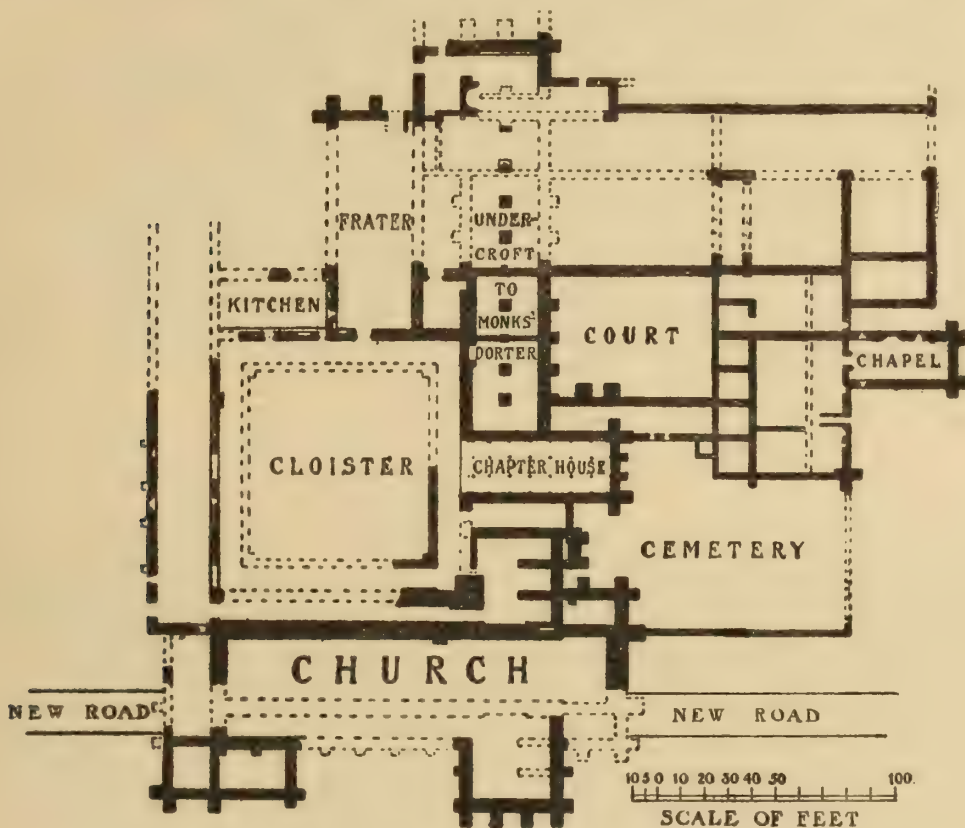 FRATER
UNDER-
CROFT
TO
MONKS'
DORTER
KITCHEN
COURT
CHAPEL
CLOISTER
CHAPTER HOUSE
CEMETERY
CHURCH
NEW ROAD
NEW ROAD
10 5 0 10 20 30 40 50 100.
SCALE OF FEET